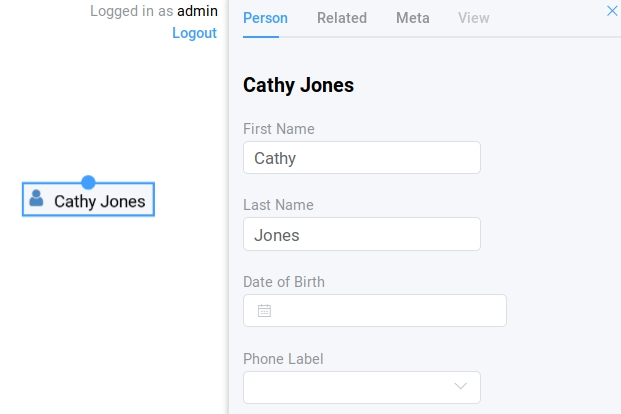 Logged in as admin
Logout
Cathy Jones
Person Related Meta View
Cathy Jones
First Name
Cathy
Last Name
Jones
Date of Birth
Phone Label